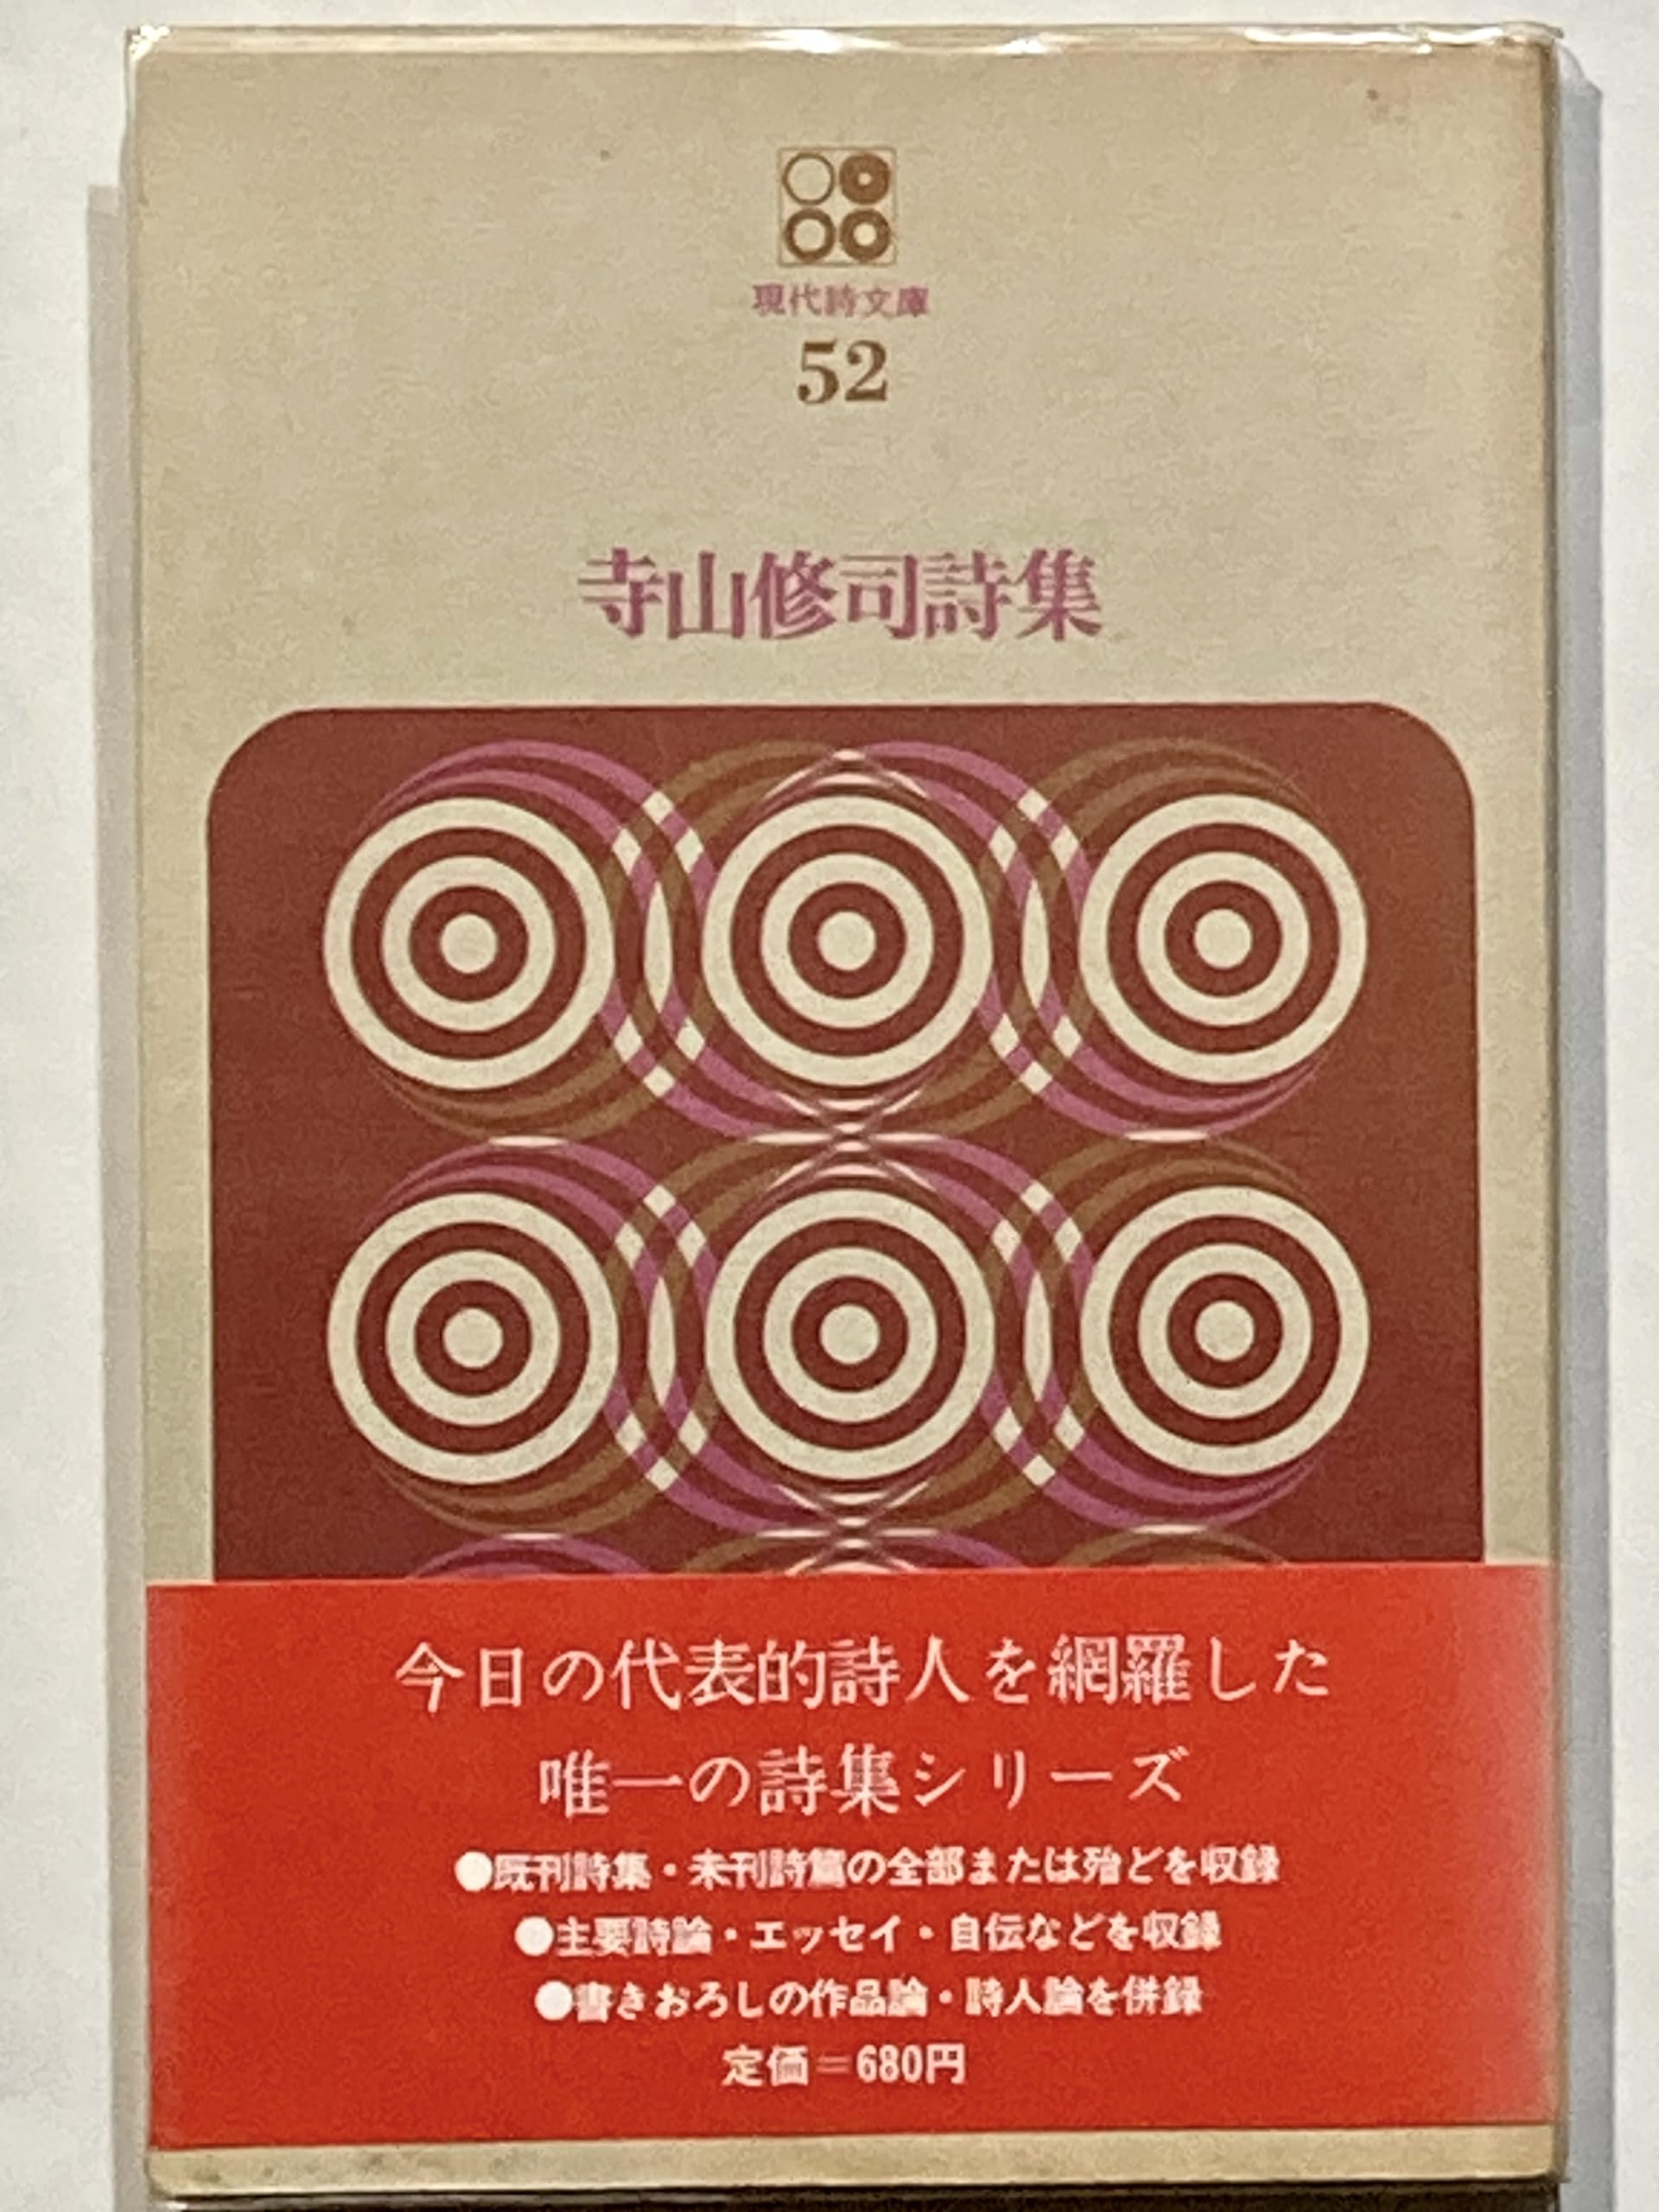 現代詩文庫
52
寺山修司詩集
今日の代表的詩人を網羅した
唯一の詩集シリーズ
●既刊詩集・未刊詩篇の全部または殆どを収録
●主要詩論・エッセイ・自伝などを収録
●書きおろしの作品論・詩人論を併録
定価＝680円